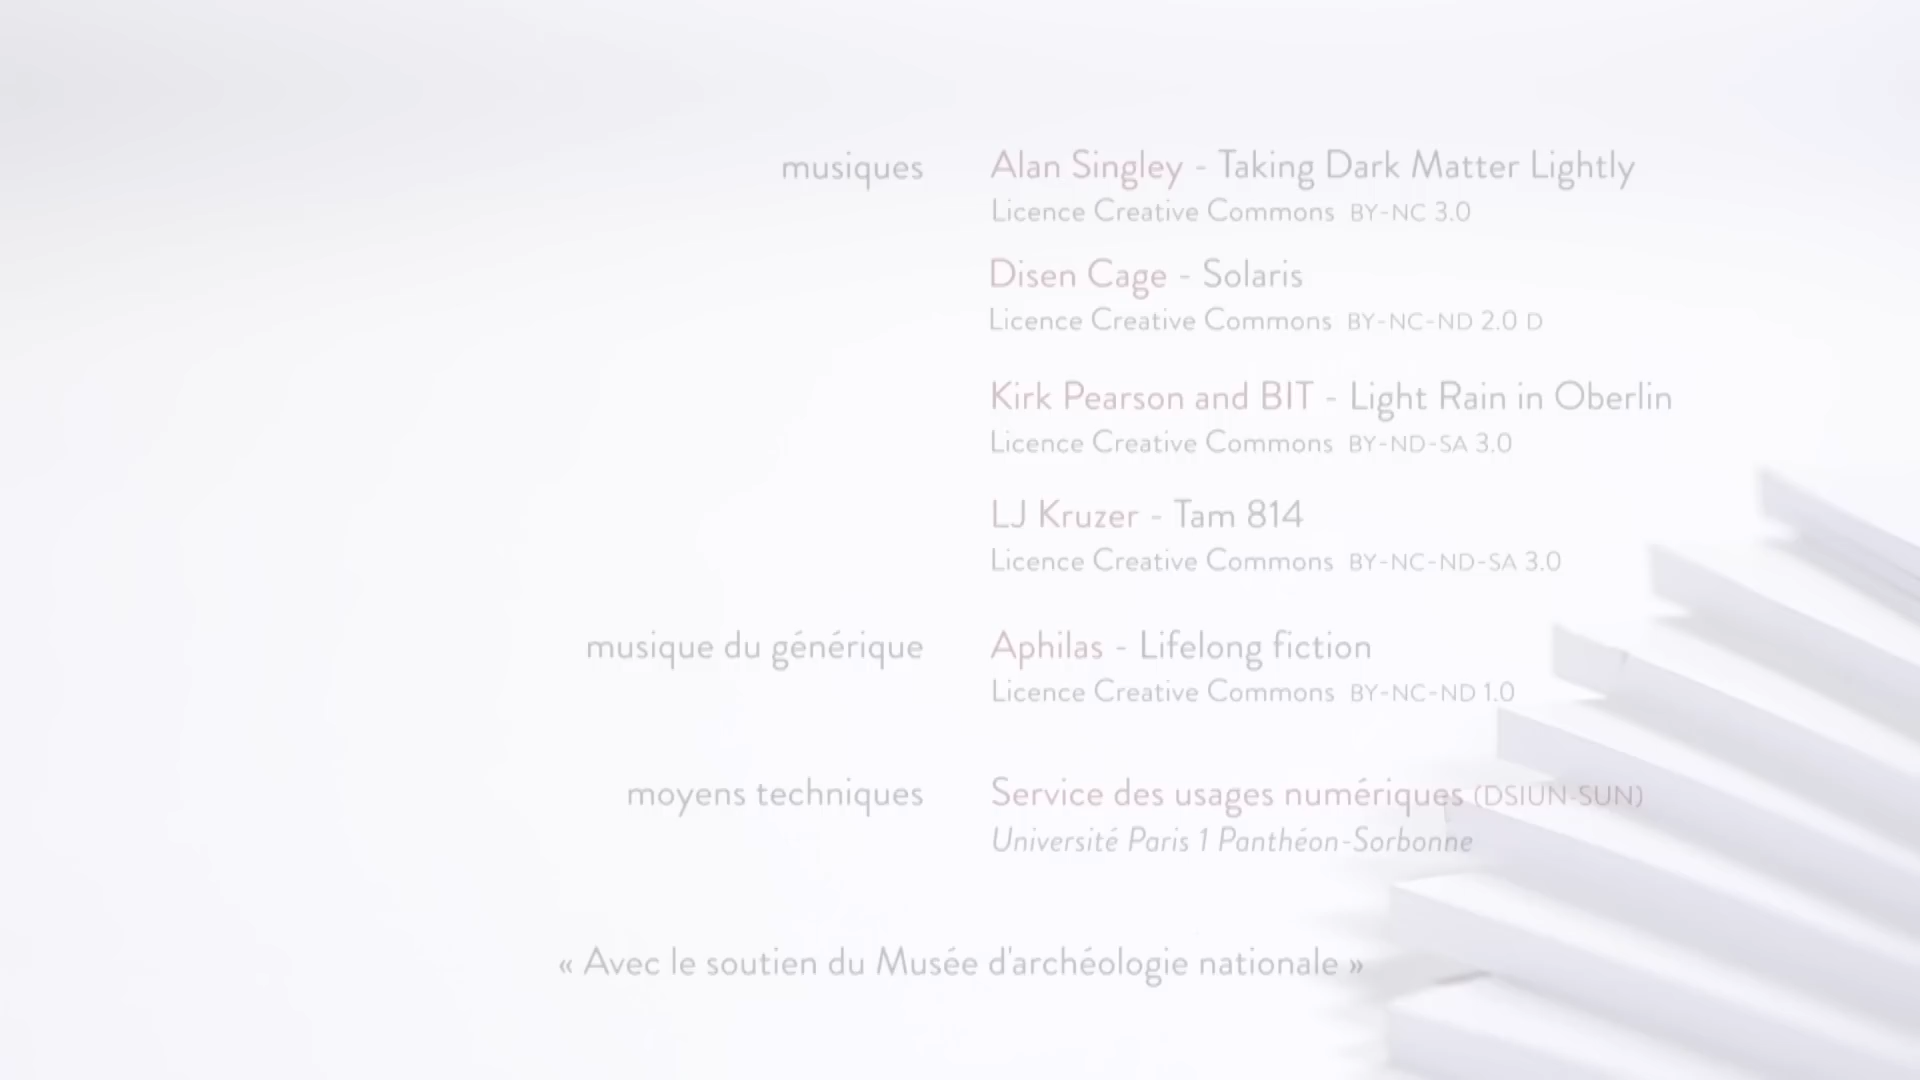 musiques Alan Singley - Taking Dark Matter Lightly
Licence Creative Commons BY-NC 3.0
Disen Cage - Solaris
Licence Creative Commons BY-NC-ND 2.0 D
Kirk Pearson and BIT - Light Rain in Oberlin
Licence Creative Commons BY-ND-SA 3.0
LJ Kruzer - Tam 814
Licence Creative Commons BY-NC-ND-SA 3.0
musique du générique Aphilas - Lifelong fiction
Licence Creative Commons BY-NC-ND 1.0
moyens techniques Service des usages numériques (DSIUN-SUN)
Université Paris 1 Panthéon-Sorbonne
« Avec le soutien du Musée d'archéologie nationale »